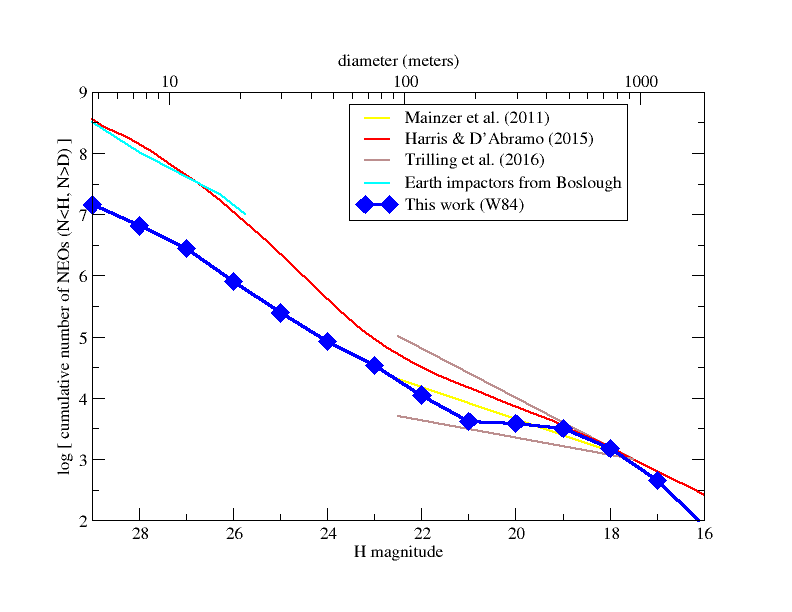 diameter (meters)
10 100 1000
9
8
7
6
5
4
3
2
log [ cumulative number of NEOs (N<H, N>D) ]
Mainzer et al. (2011)
Harris & D'Abramo (2015)
Trilling et al. (2016)
Earth impactors from Boslough
This work (W84)
28 26 24 22 20 18 16
H magnitude